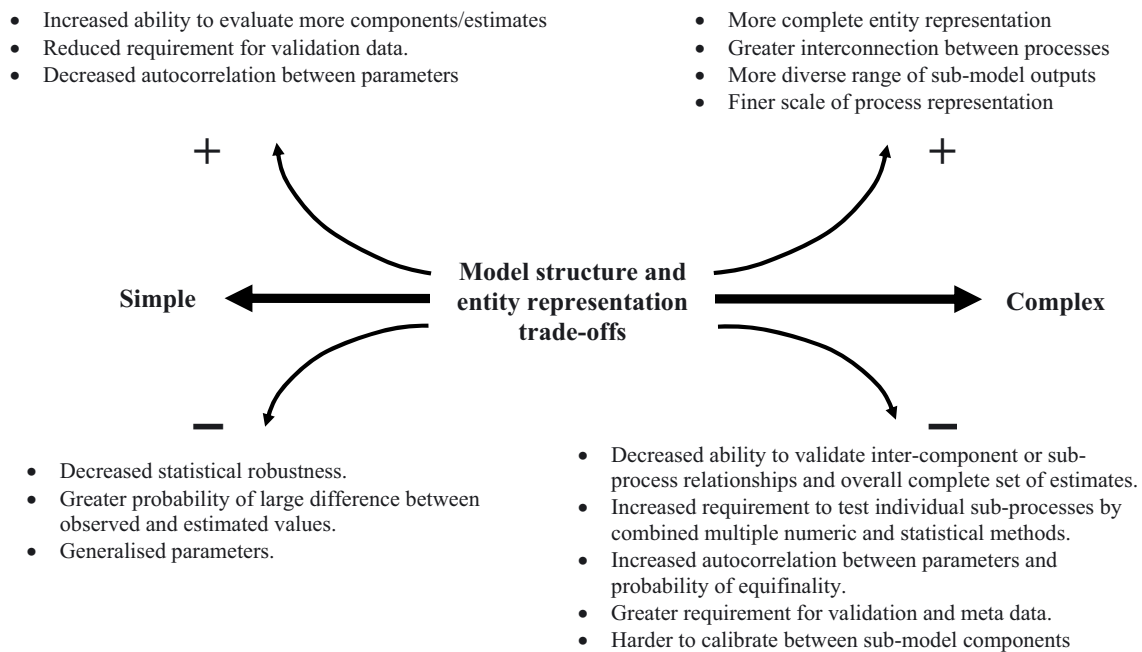 • Increased ability to evaluate more components/estimates
• Reduced requirement for validation data.
• Decreased autocorrelation between parameters
• More complete entity representation
• Greater interconnection between processes
• More diverse range of sub-model outputs
• Finer scale of process representation
+
+
Simple
Model structure and
entity representation
trade-offs
Complex
−
−
• Decreased statistical robustness.
• Greater probability of large difference between
observed and estimated values.
• Generalised parameters.
• Decreased ability to validate inter-component or sub-
process relationships and overall complete set of estimates.
• Increased requirement to test individual sub-processes by
combined multiple numeric and statistical methods.
• Increased autocorrelation between parameters and
probability of equifinality.
• Greater requirement for validation and meta data.
• Harder to calibrate between sub-model components